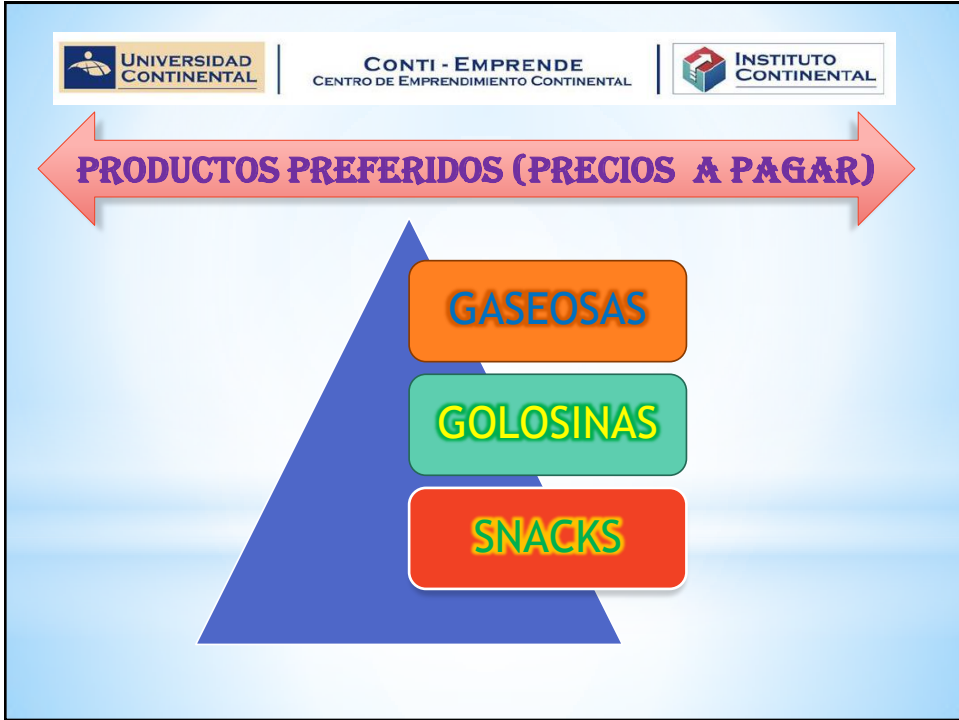 UNIVERSIDAD
CONTINENTAL
CONTI - EMPRENDE
CENTRO DE EMPRENDIMIENTO CONTINENTAL
INSTITUTO
CONTINENTAL
PRODUCTOS PREFERIDOS (PRECIOS A PAGAR)
GASEOSAS
GOLOSINAS
SNACKS